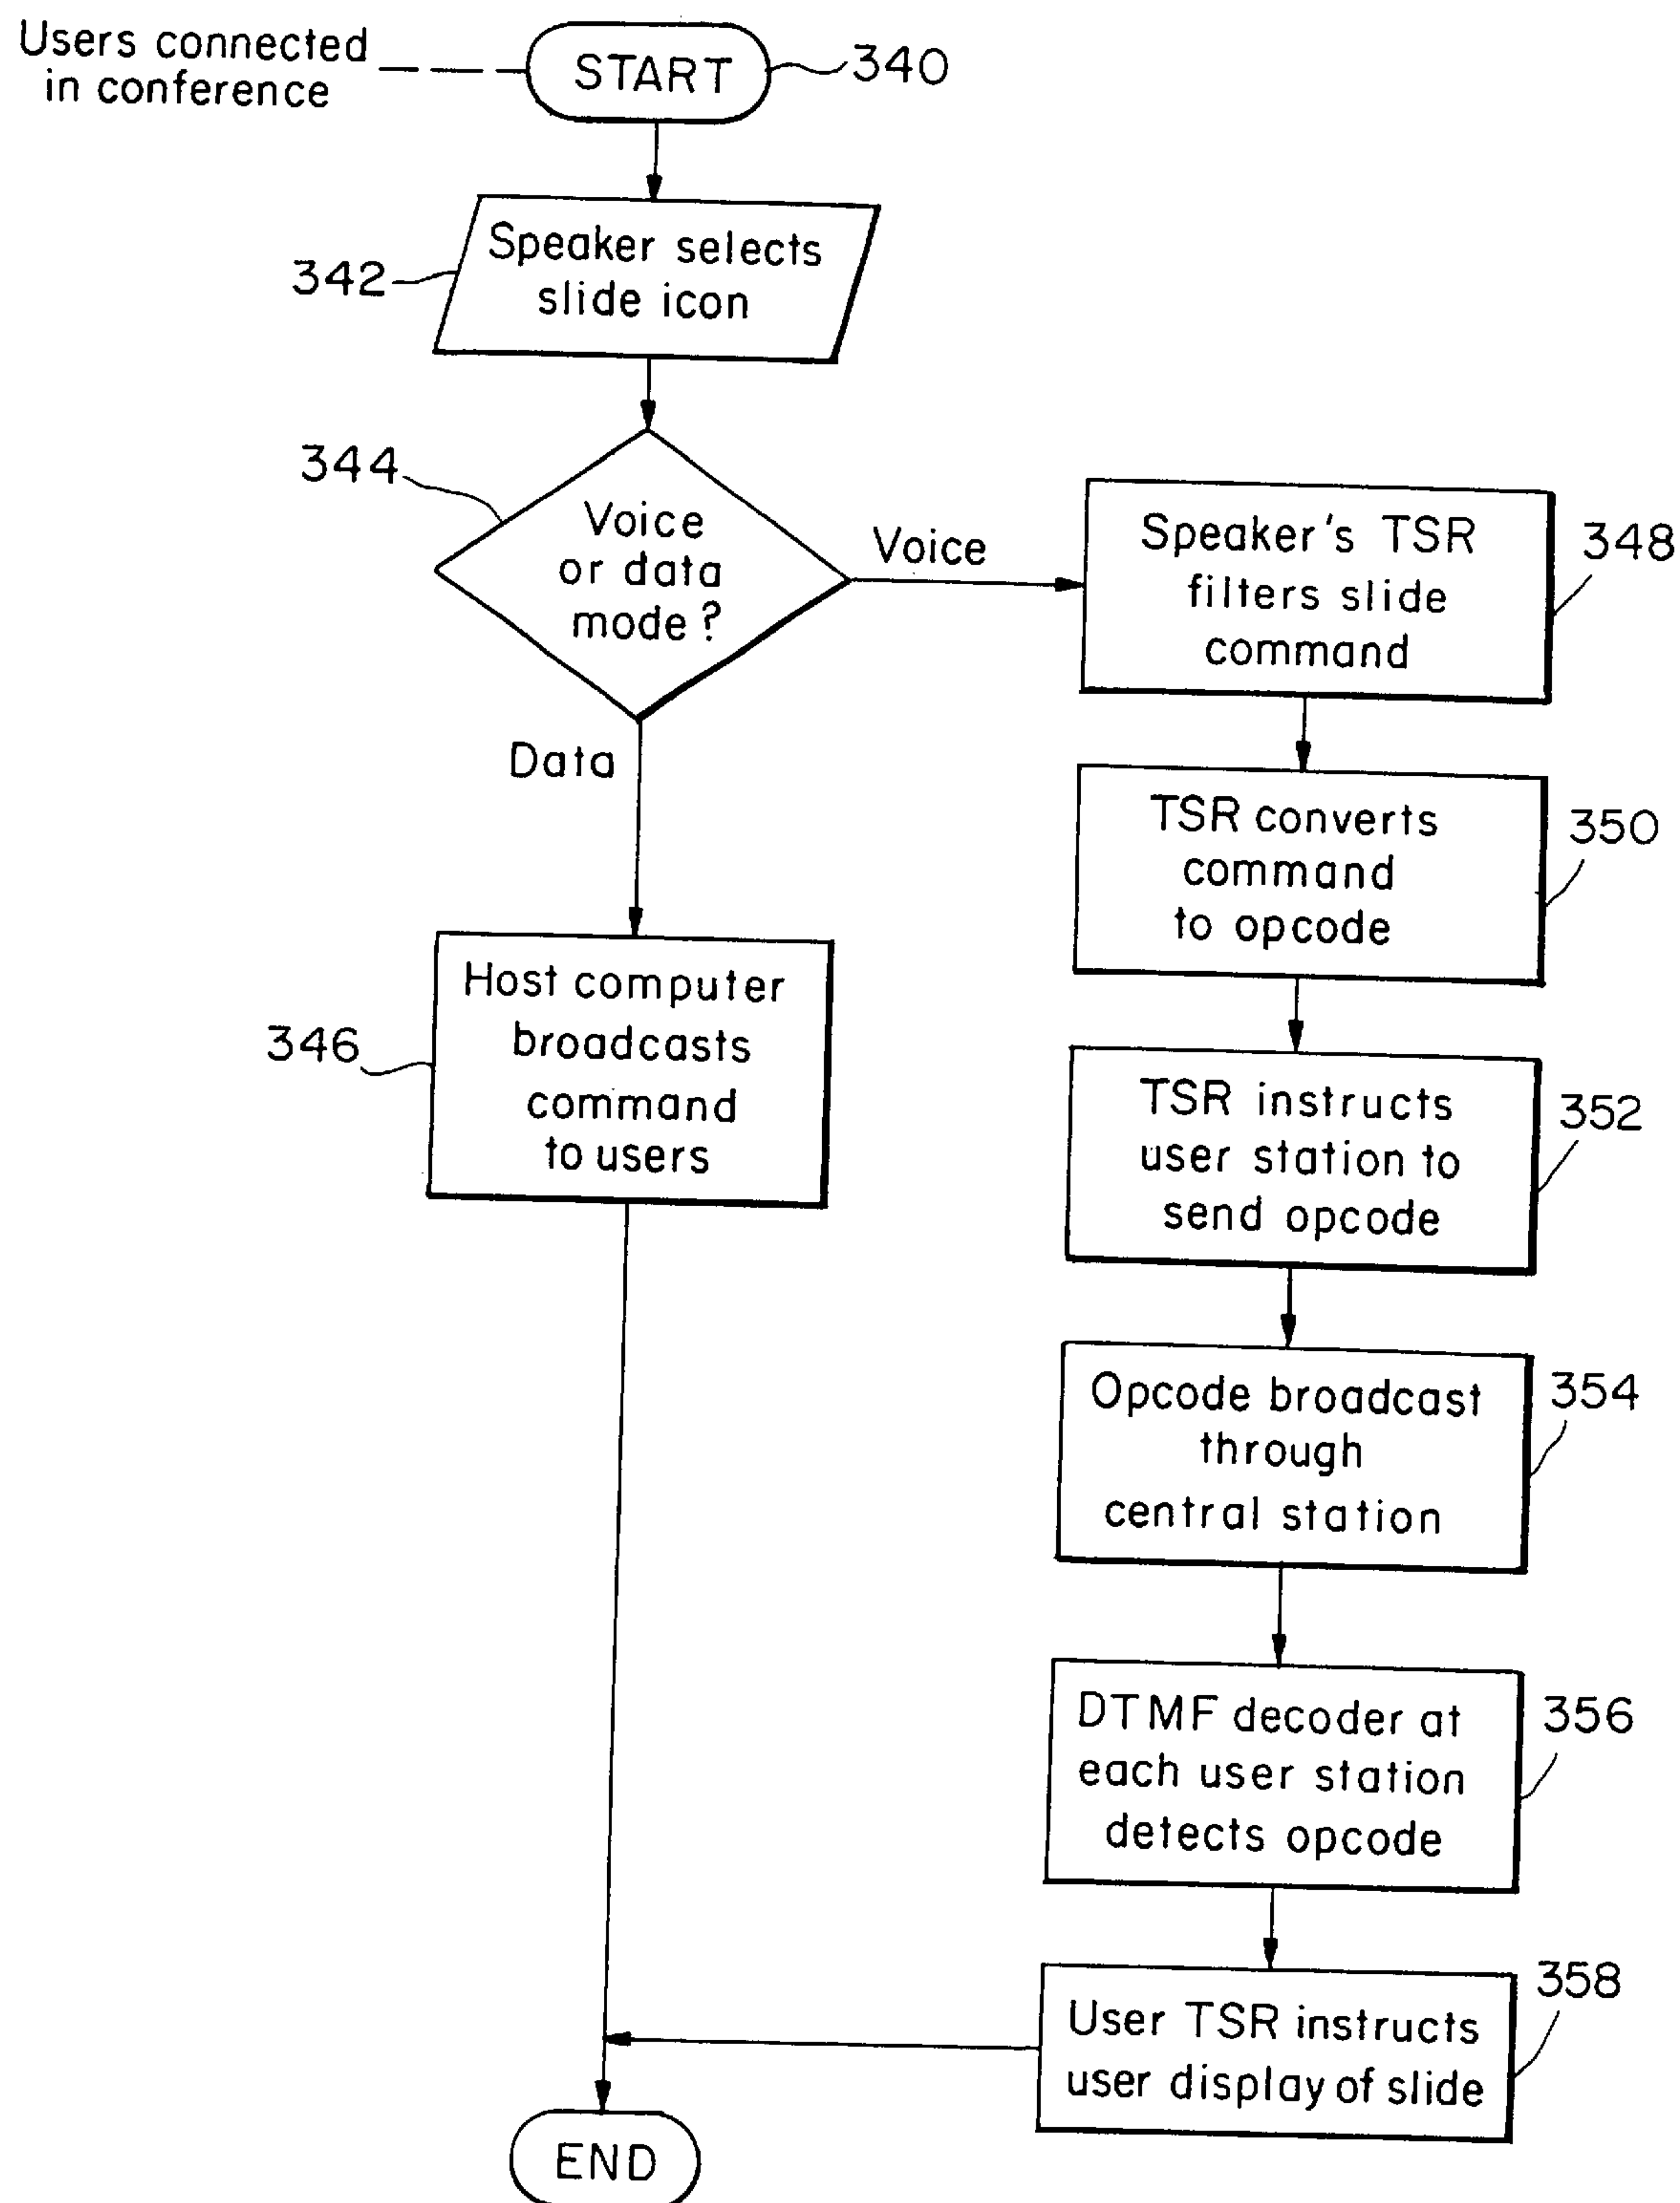 Users connected
in conference
START
340
Speaker selects
slide icon
342
344
Voice
or data
mode?
Voice
Data
Speaker's TSR
filters slide
command
348
TSR converts
command
to opcode
350
Host computer
broadcasts
command
to users
346
TSR instructs
user station to
send opcode
352
Opcode broadcast
through
central station
354
DTMF decoder at
each user station
detects opcode
356
User TSR instructs
user display of slide
358
END